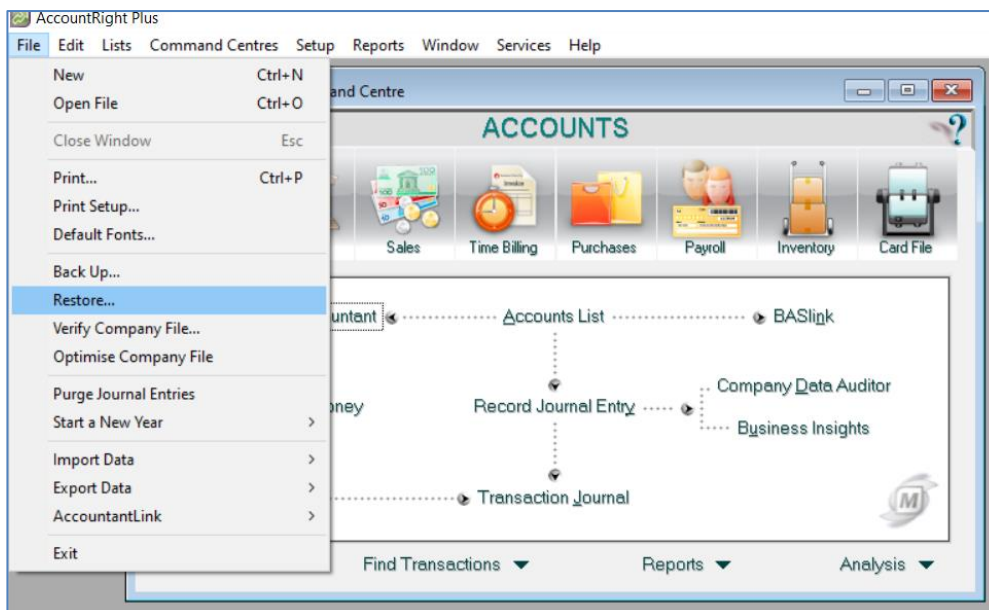 AccountRight Plus
File Edit Lists Command Centres Setup Reports Window Services Help
New Ctrl+N
Open File Ctrl+O
Close Window Esc
Print... Ctrl+P
Print Setup...
Default Fonts...
Back Up...
Restore...
Verify Company File...
Optimise Company File
Purge Journal Entries
Start a New Year
Import Data
Export Data
AccountantLink
Exit
and Centre
ACCOUNTS
Sales Time Billing Purchases Payroll Inventory Card File
untant Accounts List BASlink
Company Data Auditor
oney Record Journal Entry
Business Insights
Transaction Journal
Find Transactions Reports Analysis